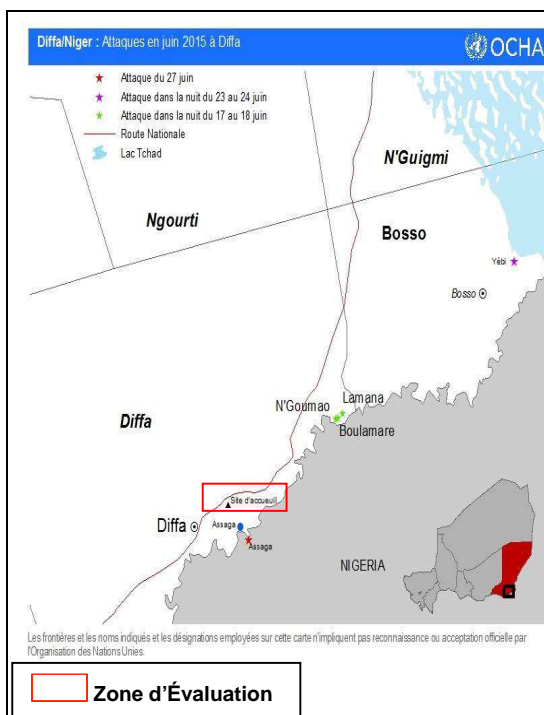 Diffa/Niger : Attaques en juin 2015 à Diffa
OCHA
Attaque du 27 juin
Attaque dans la nuit du 23 au 24 juin
Attaque dans la nuit du 17 au 18 juin
Route Nationale
Lac Tchad
N'Guigmi
Ngourti
Bosso
Yébi
Bosso
Lamana
N'Goumao
Boulamare
Diffa
Site d'accueuil
Diffa
Assaga
Assaga
NIGERIA
Les frontières et les noms indiqués et les désignations employées sur cette carte n'impliquent pas reconnaissance ou acceptation officielle par
l'Organisation des Nations Unies.
Zone d'Évaluation